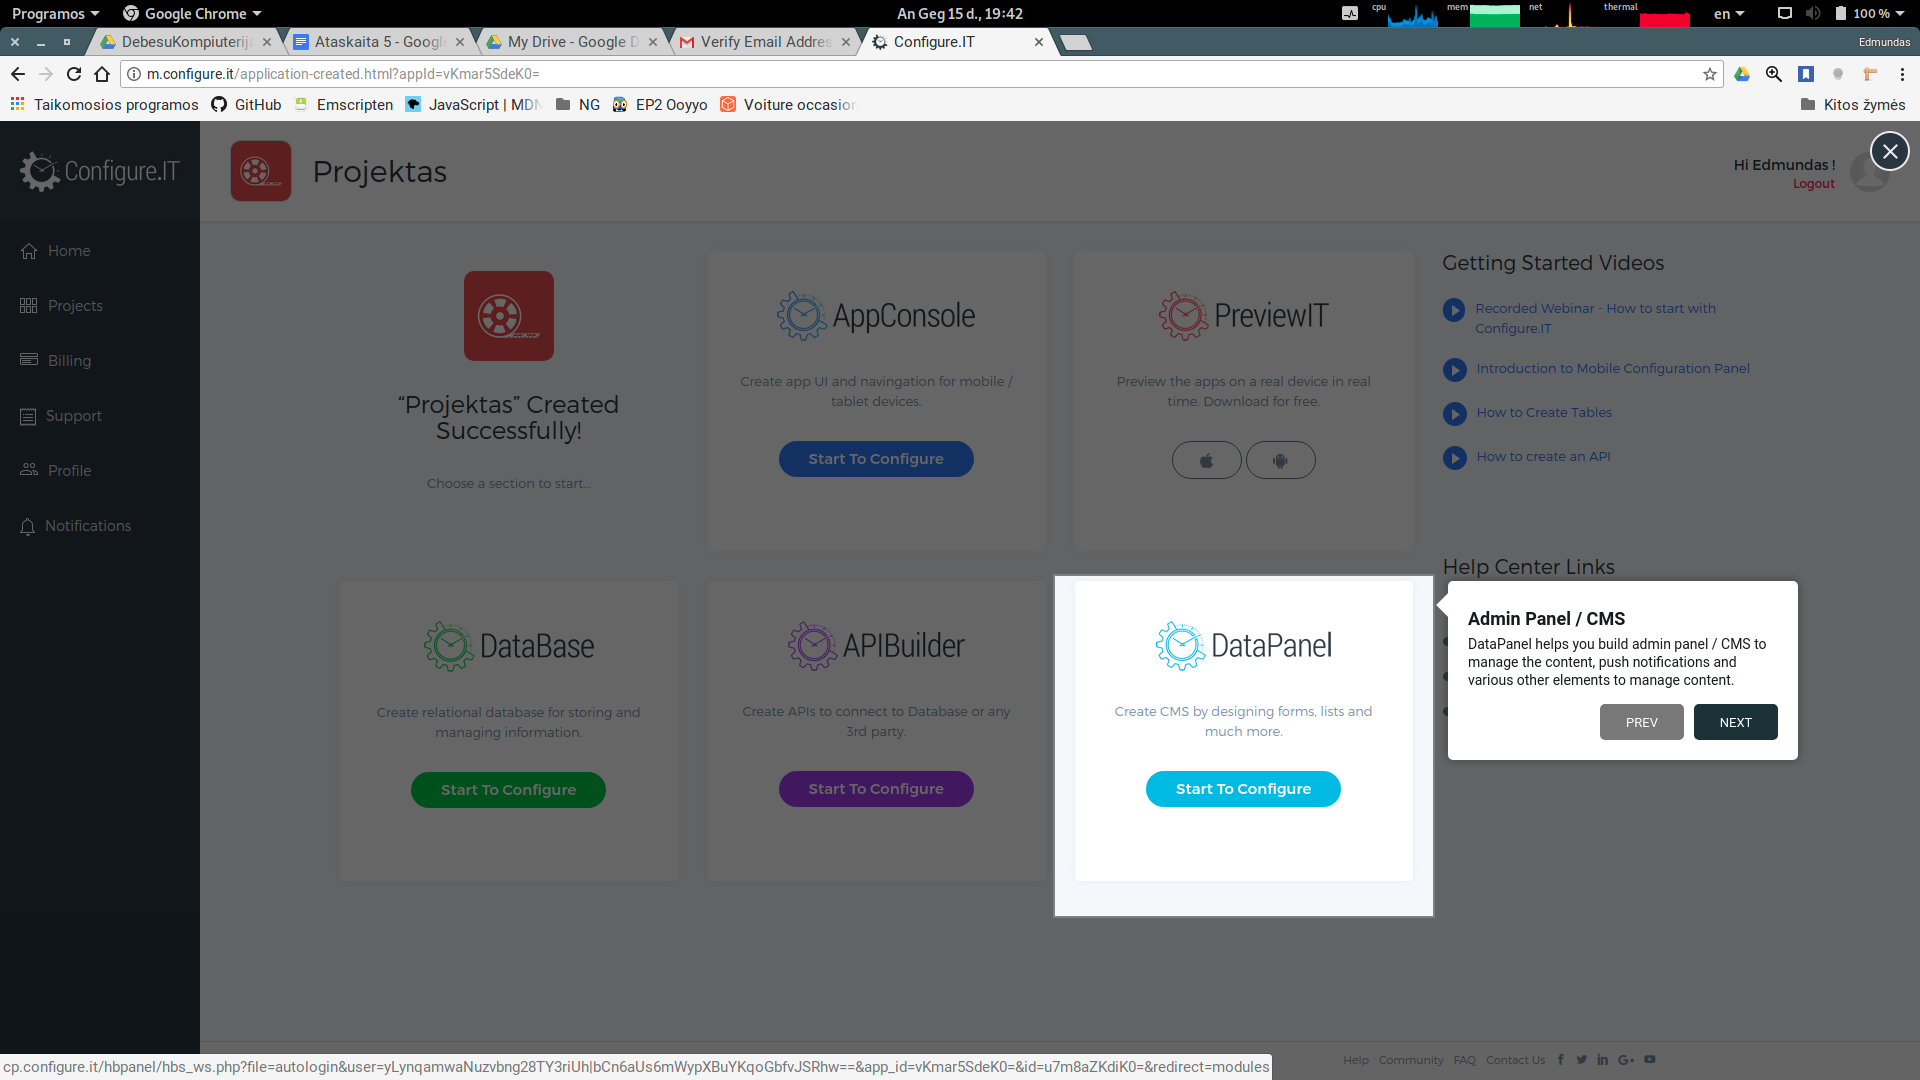 Programos
Google Chrome
An Geg 15 d., 19:42
cpu
mem
net
thermal
en
100 %
DebesuKompiuterija
Ataskaita 5 - Google
My Drive - Google D
Verify Email Addres
Configure.IT
Edmundas
m.configure.it/application-created.html?appId=vKmar5SdeK0=
Taikomosios programos
GitHub
Emscripten
JavaScript | MDN
NG
EP2 Ooyyo
Voiture occasion
Kitos žymės
Configure.IT
Projektas
Hi Edmundas !
Logout
Home
Projects
Billing
Support
Profile
Notifications
“Projektas” Created
Successfully!
Choose a section to start...
AppConsole
Create app UI and navingation for mobile /
tablet devices.
Start To Configure
PreviewIT
Preview the apps on a real device in real
time. Download for free.
Getting Started Videos
Recorded Webinar - How to start with
Configure.IT
Introduction to Mobile Configuration Panel
How to Create Tables
How to create an API
Help Center Links
DataBase
Create relational database for storing and
managing information.
Start To Configure
APIBuilder
Create APIs to connect to Database or any
3rd party.
Start To Configure
DataPanel
Create CMS by designing forms, lists and
much more.
Start To Configure
Admin Panel / CMS
DataPanel helps you build admin panel / CMS to
manage the content, push notifications and
various other elements to manage content.
PREV
NEXT
Help
Community
FAQ
Contact Us
cp.configure.it/hbpanel/hbs_ws.php?file=autologin&user=yLynqamwaNuzvbng28TY3riUh|bCn6aUs6mWypXBuYKqoGbfvJSRhw==&app_id=vKmar5SdeK0=&id=u7m8aZKdiK0=&redirect=modules